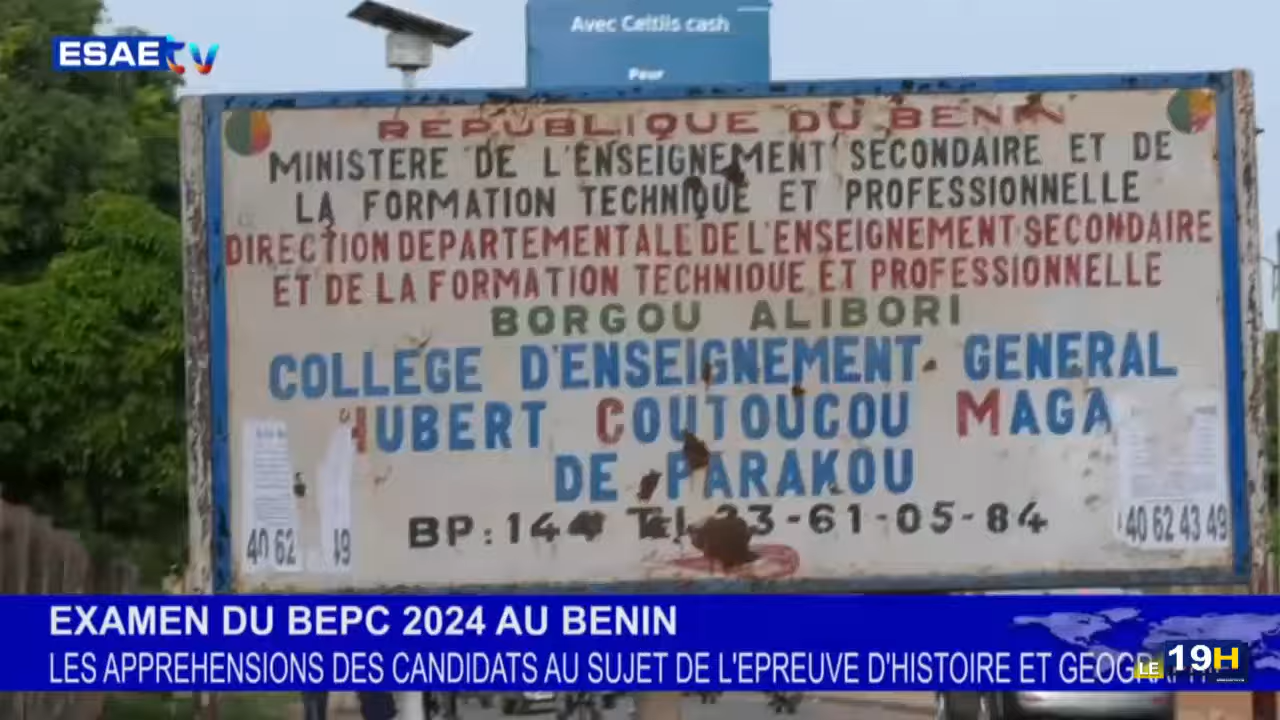 ESAE tv
Avec Celtiis cash
Pour
REPUBLIQUE DU BENIN
MINISTERE DE L'ENSEIGNEMENT SECONDAIRE ET DE
LA FORMATION TECHNIQUE ET PROFESSIONNELLE
DIRECTION DEPARTEMENTALE DE L'ENSEIGNEMENT SECONDAIRE
ET DE LA FORMATION TECHNIQUE ET PROFESSIONNELLE
BORGOU ALIBORI
COLLEGE D'ENSEIGNEMENT GENERAL
HUBERT COUTOUCOU MAGA
DE PARAKOU
BP: 144 Tel 23-61-05-84
40 62 49
40 62 43 49
EXAMEN DU BEPC 2024 AU BENIN
LES APPREHENSIONS DES CANDIDATS AU SUJET DE L'EPREUVE D'HISTOIRE ET
LE 19H